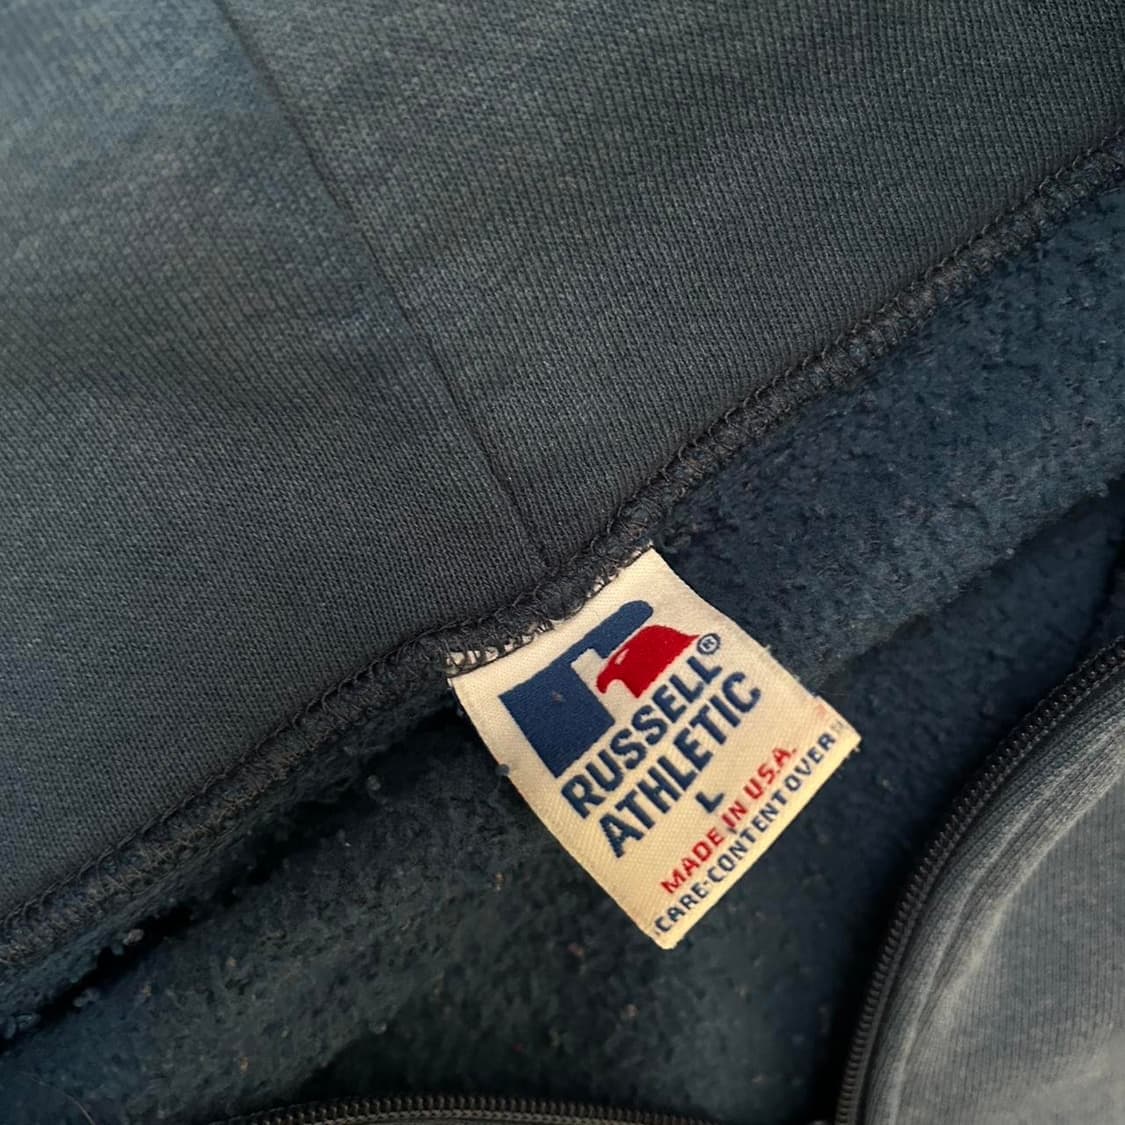 RUSSELL®
ATHLETIC
L
MADE IN U.S.A.
CARE·CONTENT OVER